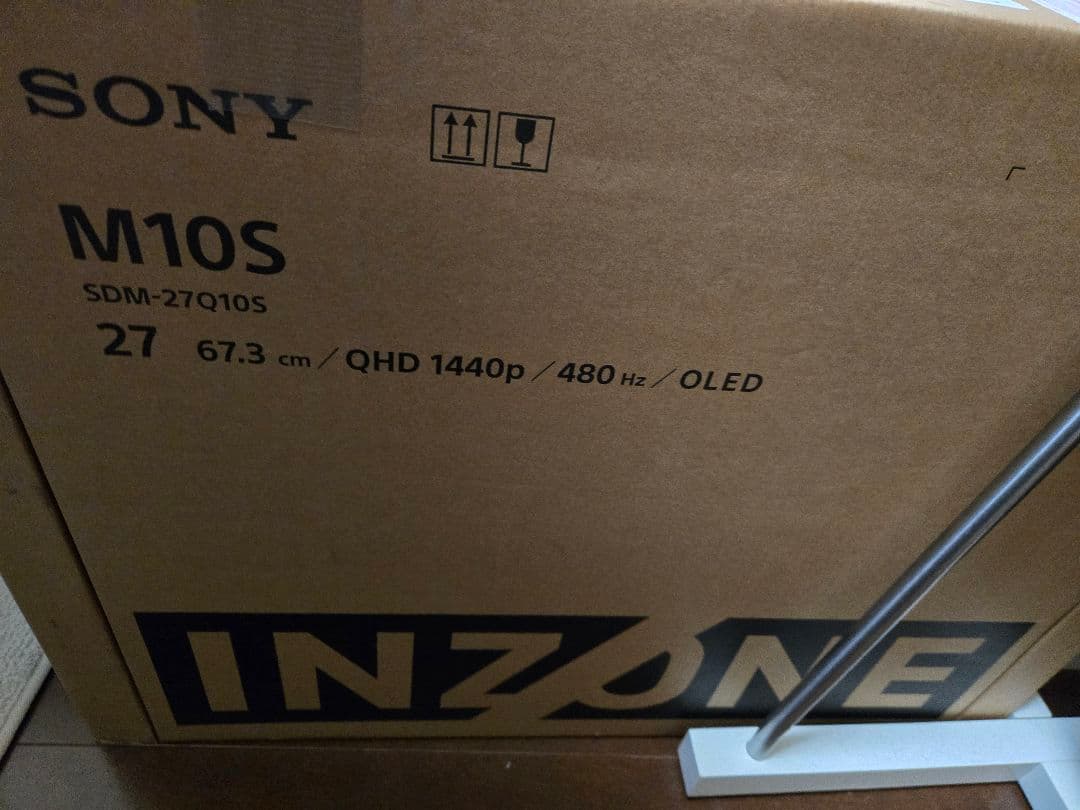 SONY
M10S
SDM-27Q10S
27 67.3 cm / QHD 1440p / 480 Hz / OLED
INZONE